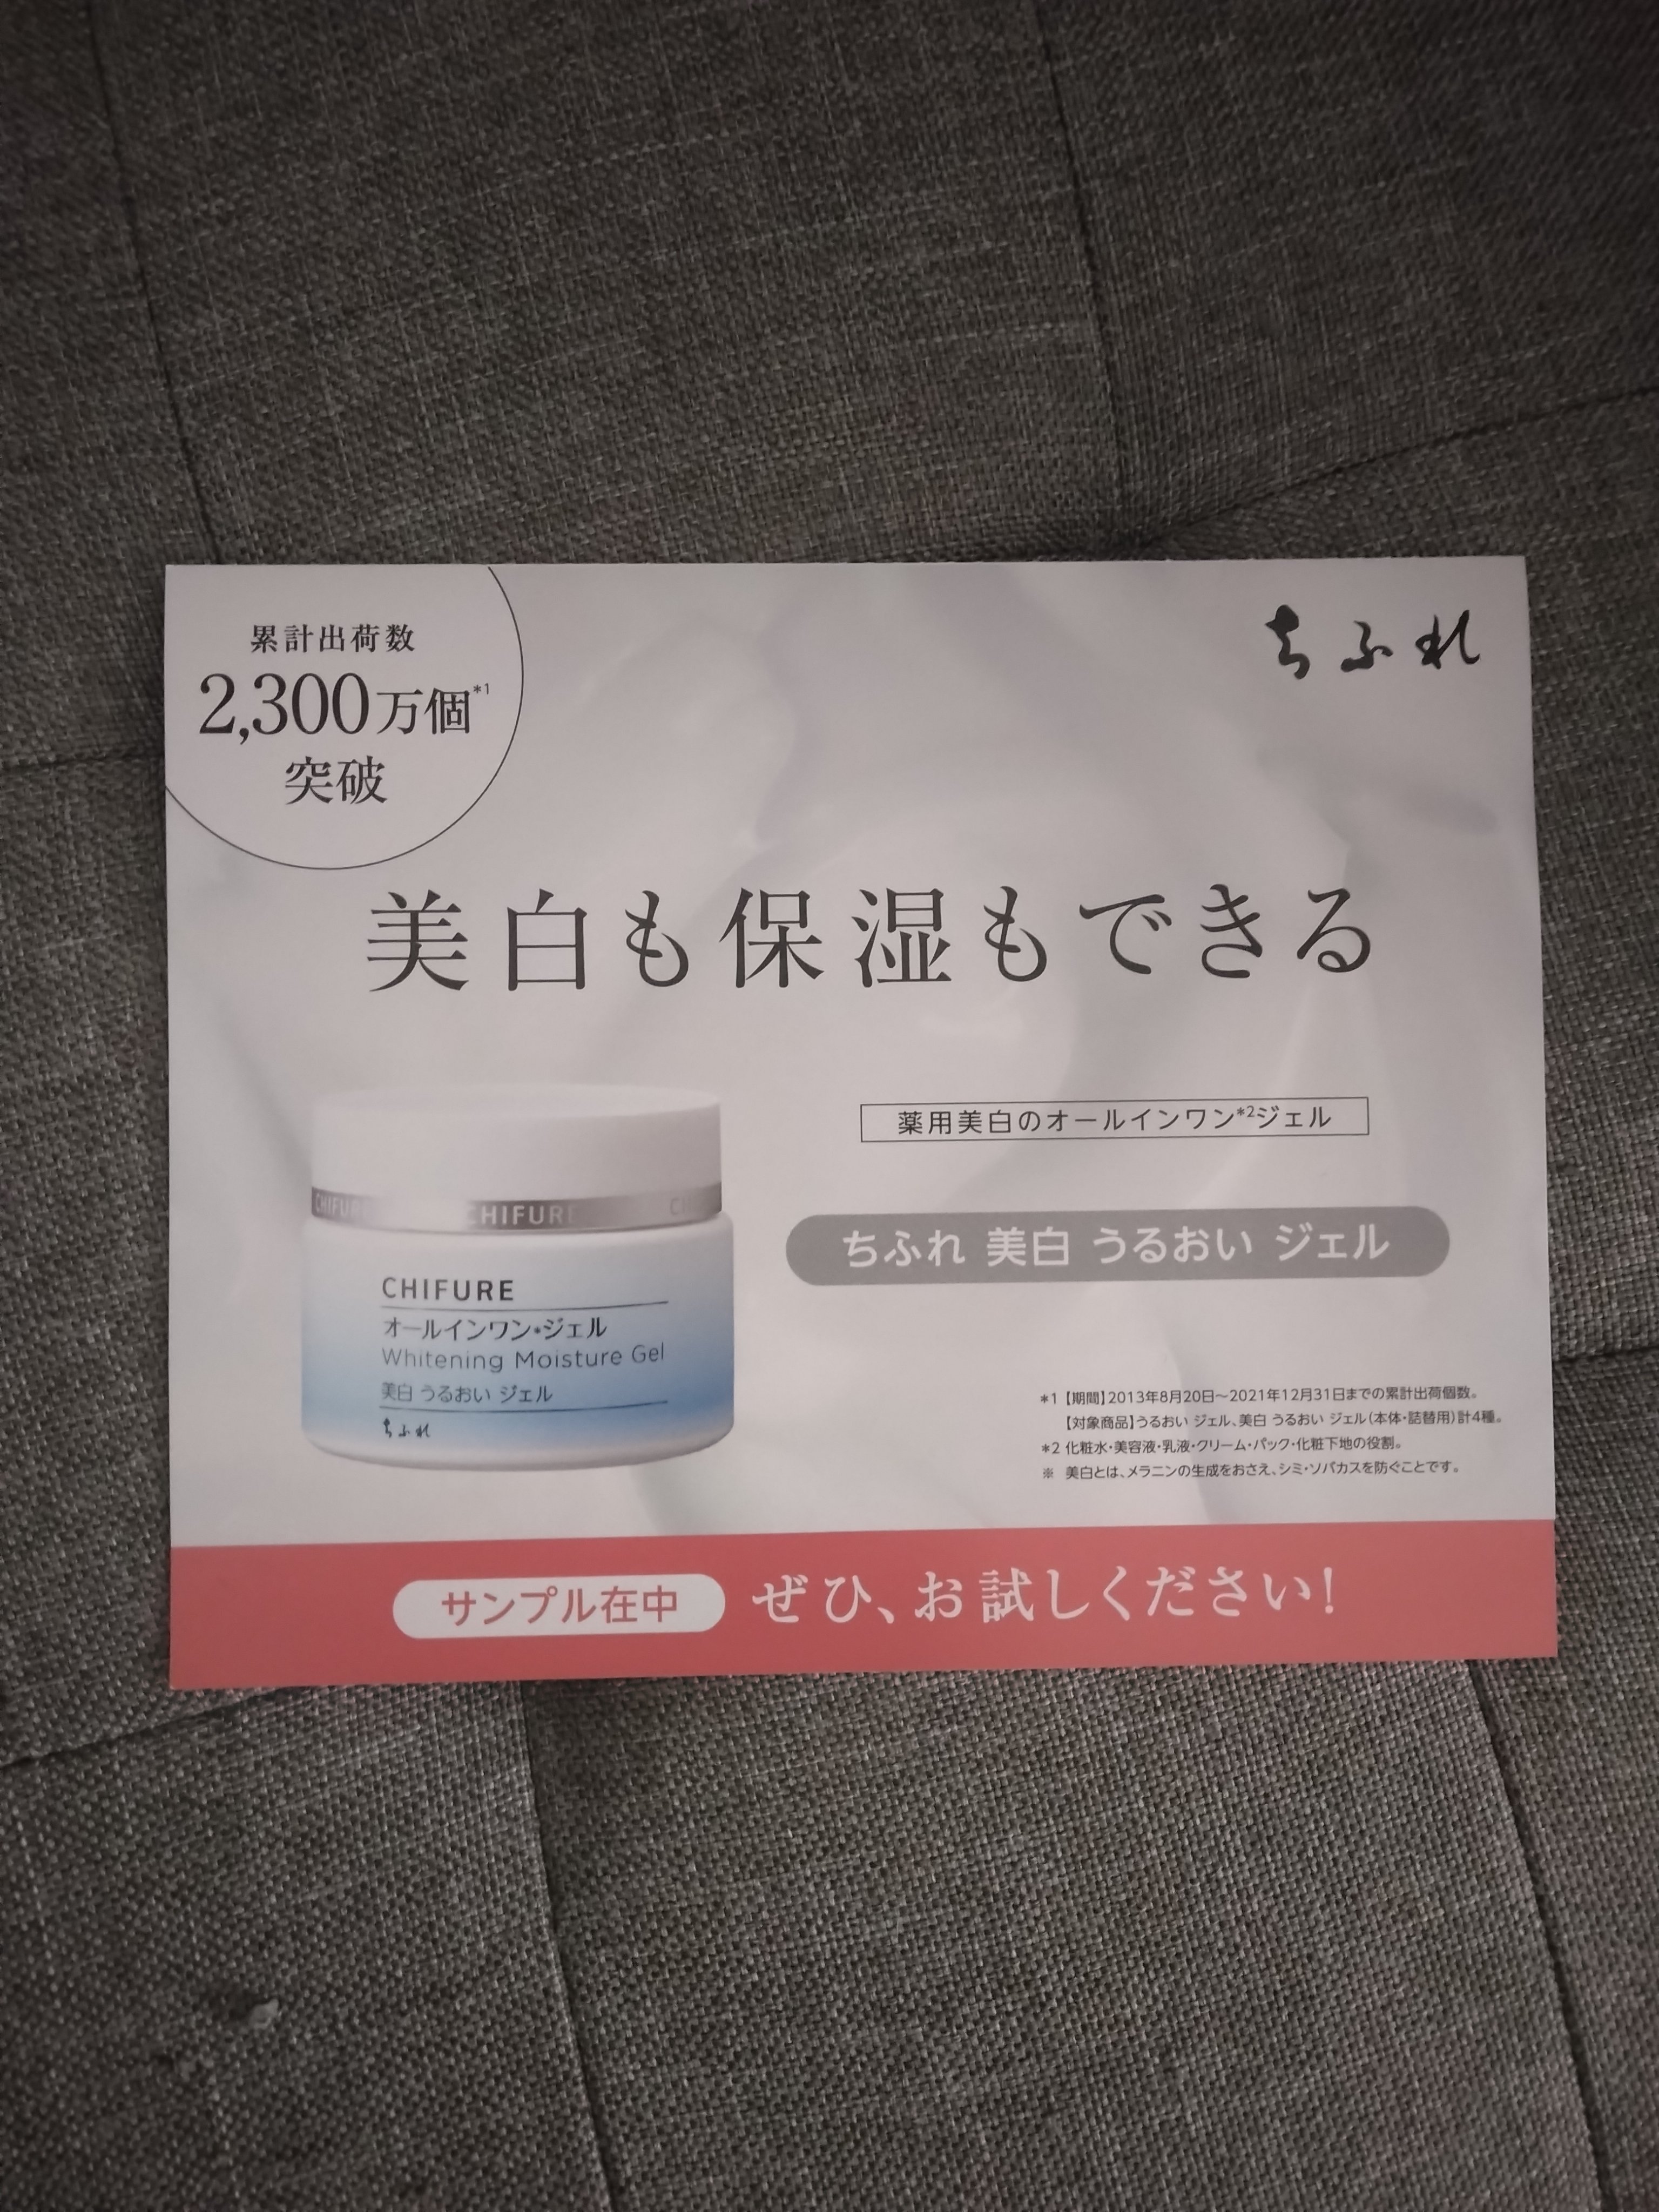 累計出荷数
2,300万個*1
突破
ちふれ
美白も保湿もできる
薬用美白のオールインワン*2ジェル
ちふれ 美白 うるおい ジェル
CHIFURE CHIFURE
CHIFURE
オールインワン・ジェル
Whitening Moisture Gel
美白 うるおい ジェル
ちふれ
*1【期間】2013年8月20日~2021年12月31日までの累計出荷個数。
【対象商品】うるおい ジェル、美白 うるおい ジェル(本体・詰替用)計4種。
*2 化粧水・美容液・乳液・クリーム・パック・化粧下地の役割。
※ 美白とは、メラニンの生成をおさえ、シミ・ソバカスを防ぐことです。
サンプル在中 ぜひ、お試しください!